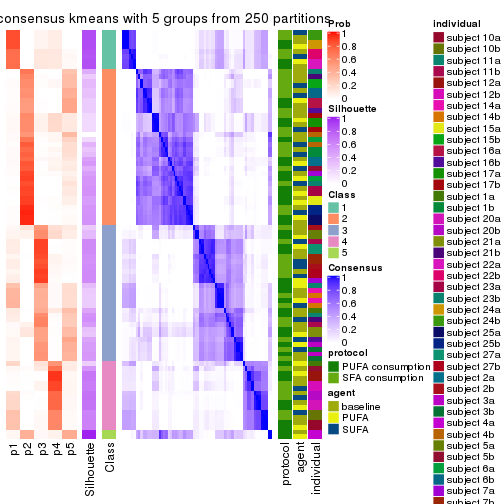 consensus kmeans with 5 groups from 250 partitions
Prob
1
0.8
0.6
0.4
0.2
0
Silhouette
1
0.8
0.6
0.4
0.2
0
Class
1
2
3
4
5
Consensus
1
0.8
0.6
0.4
0.2
0
protocol
PUFA consumption
SFA consumption
agent
baseline
PUFA
SUFA
individual
subject 10a
subject 10b
subject 11a
subject 11b
subject 12a
subject 12b
subject 14a
subject 14b
subject 15a
subject 15b
subject 16a
subject 16b
subject 17a
subject 17b
subject 1a
subject 1b
subject 20a
subject 20b
subject 21a
subject 21b
subject 22a
subject 22b
subject 23a
subject 23b
subject 24a
subject 24b
subject 25a
subject 25b
subject 27a
subject 27b
subject 2a
subject 2b
subject 3a
subject 3b
subject 4a
subject 4b
subject 5a
subject 5b
subject 6a
subject 6b
subject 7a
subject 7b
p1
p2
p3
p4
p5
Silhouette
Class
protocol
agent
individual